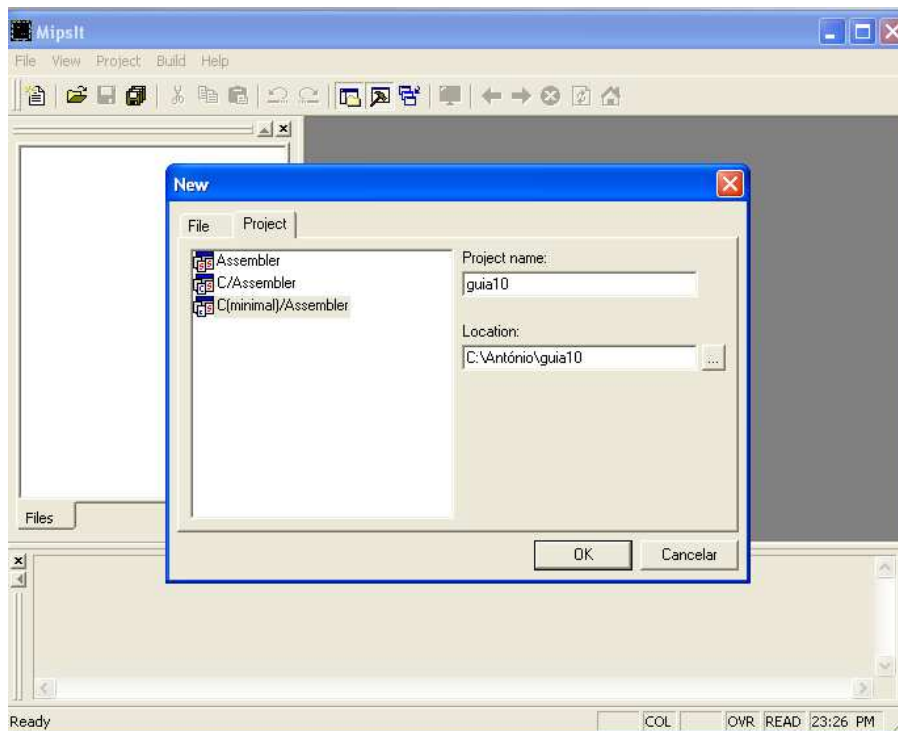 MipsIt
File View Project Build Help
New
File Project
Assembler
C/Assembler
C(minimal)/Assembler
Project name:
guia10
Location:
C:\António\guia10
...
OK Cancelar
Files
Ready COL OVR READ 23:26 PM